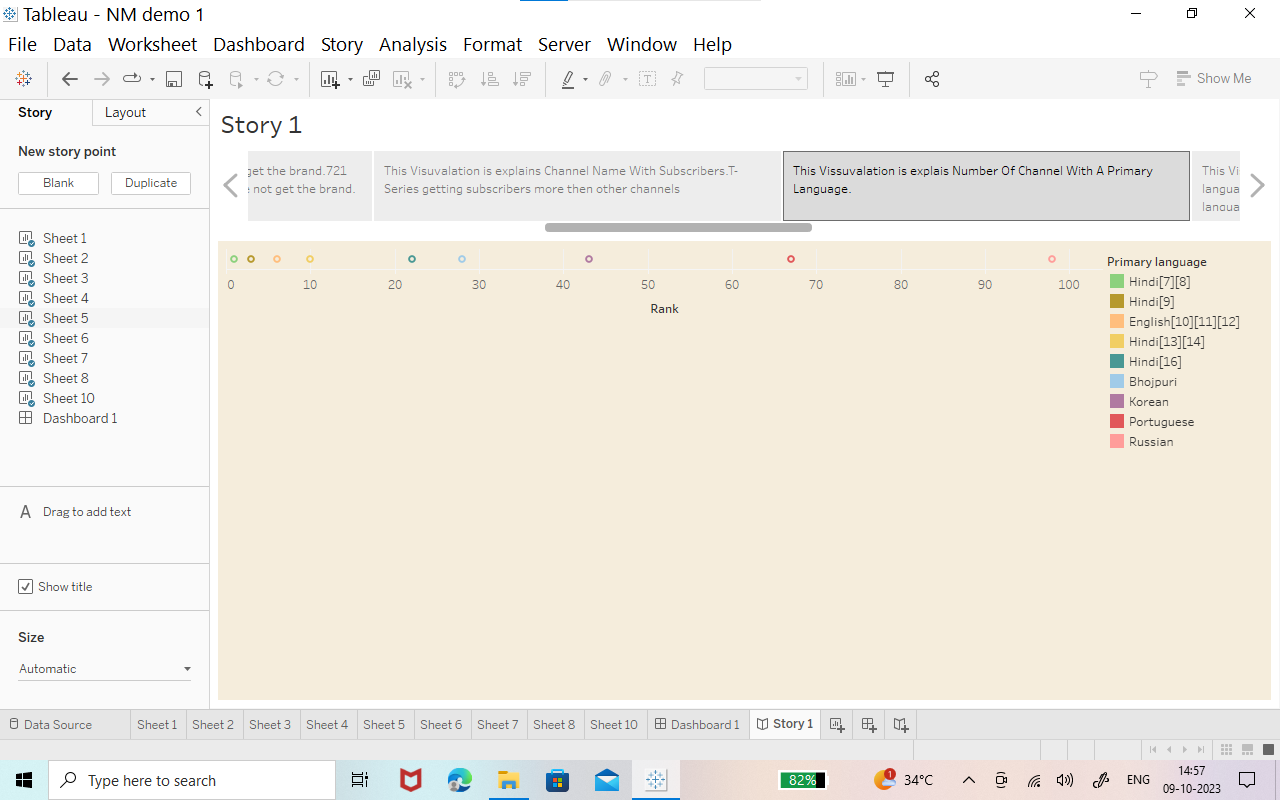 Tableau - NM demo 1
File Data Worksheet Dashboard Story Analysis Format Server Window Help
Show Me
Story Layout
New story point
Blank Duplicate
Sheet 1
Sheet 2
Sheet 3
Sheet 4
Sheet 5
Sheet 6
Sheet 7
Sheet 8
Sheet 10
Dashboard 1
A Drag to add text
Show title
Size
Automatic
Story 1
get the brand.721
not get the brand.
This Visuvalation is explains Channel Name With Subscribers.T-
Series getting subscribers more then other channels
This Vissuvalation is explais Number Of Channel With A Primary
Language.
This Vi
langua
langua
0 10 20 30 40 50 60 70 80 90 100
Rank
Primary language
Hindi[7][8]
Hindi[9]
English[10][11][12]
Hindi[13][14]
Hindi[16]
Bhojpuri
Korean
Portuguese
Russian
Data Source Sheet 1 Sheet 2 Sheet 3 Sheet 4 Sheet 5 Sheet 6 Sheet 7 Sheet 8 Sheet 10 Dashboard 1 Story 1
Type here to search
82%
1
34°C
ENG
14:57
09-10-2023